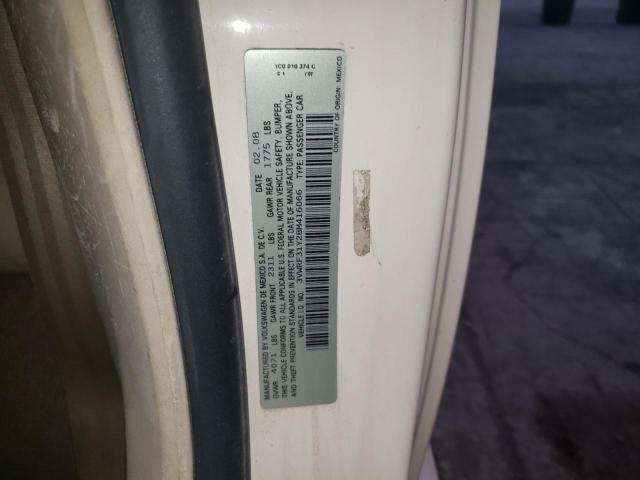 MANUFACTURED BY VOLKSWAGEN DE MEXICO S.A. DE C.V. DATE 02.08
GVWR 4071 LBS GAWR FRONT 2311 LBS GAWR REAR 1775 LBS
THIS VEHICLE CONFORMS TO ALL APPLICABLE U.S. FEDERAL MOTOR VEHICLE SAFETY, BUMPER,
AND THEFT PREVENTION STANDARDS IN EFFECT ON THE DATE OF MANUFACTURE SHOWN ABOVE.
VEHICLE I.D. NO. 3VWRF31Y28M416066 TYPE: PASSENGER CAR
COUNTRY OF ORIGIN: MEXICO
1C0 010 374 C